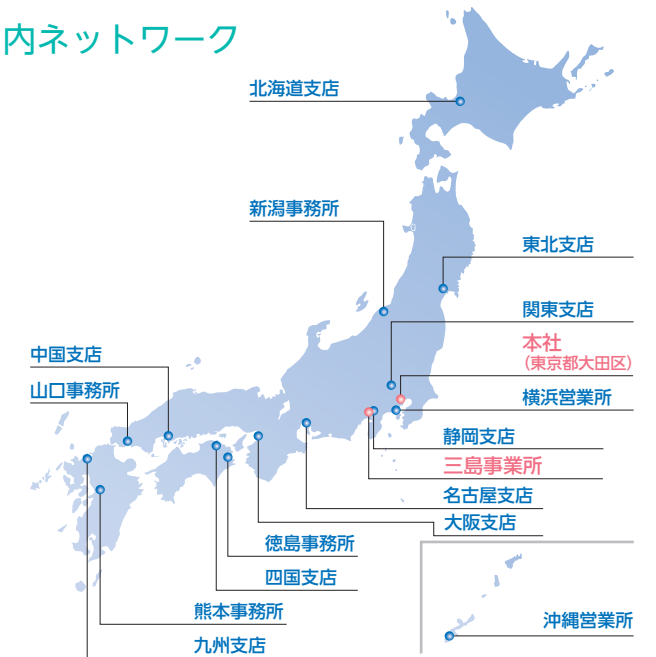 内ネットワーク
北海道支店
新潟事務所
東北支店
関東支店
本社
(東京都大田区)
中国支店
山口事務所
横浜営業所
静岡支店
三島事業所
名古屋支店
大阪支店
徳島事務所
四国支店
熊本事務所
九州支店
沖縄営業所